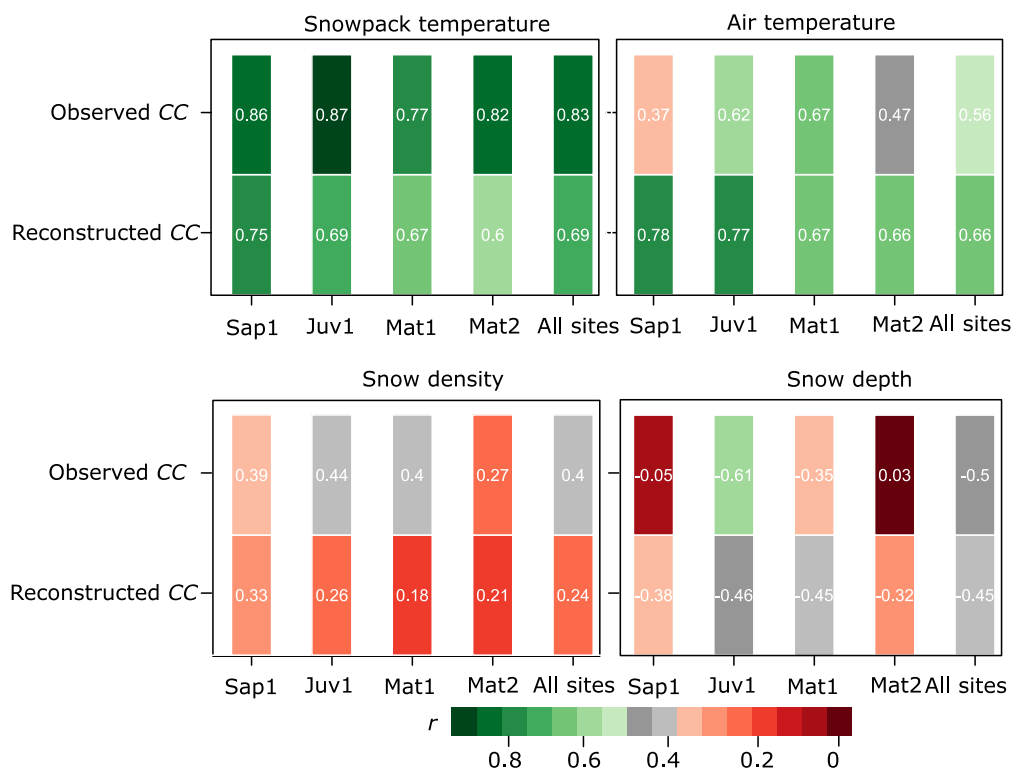 Snowpack temperature
Air temperature
Observed CC
0.86 0.87 0.77 0.82 0.83
0.37 0.62 0.67 0.47 0.56
Reconstructed CC
0.75 0.69 0.67 0.6 0.69
0.78 0.77 0.67 0.66 0.66
Sap1 Juv1 Mat1 Mat2 All sites
Sap1 Juv1 Mat1 Mat2 All sites
Snow density
Snow depth
Observed CC
0.39 0.44 0.4 0.27 0.4
-0.05 -0.61 -0.35 0.03 -0.5
Reconstructed CC
0.33 0.26 0.18 0.21 0.24
-0.38 -0.46 -0.45 -0.32 -0.45
Sap1 Juv1 Mat1 Mat2 All sites
Sap1 Juv1 Mat1 Mat2 All sites
r
0.8 0.6 0.4 0.2 0